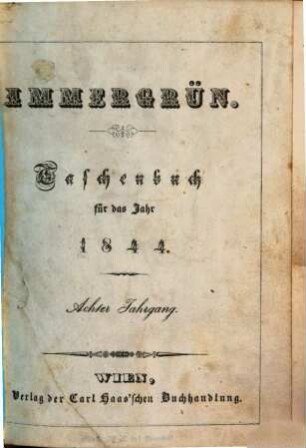 IMMERGRÜN.
Taschenbuch
für das Jahr
1844.
Achter Jahrgang.
WIEN,
Verlag der Carl Haas'schen Buchhandlung.